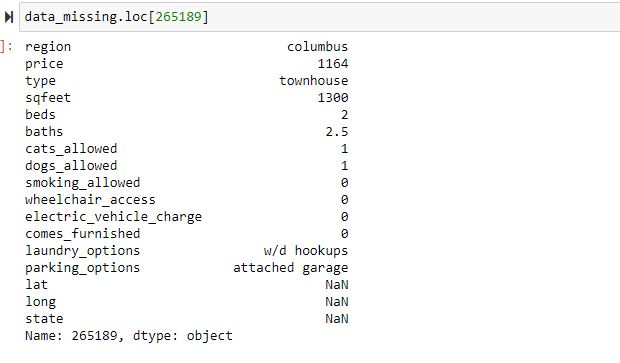 data_missing.loc[265189]
]: region columbus
price 1164
type townhouse
sqfeet 1300
beds 2
baths 2.5
cats_allowed 1
dogs_allowed 1
smoking_allowed 0
wheelchair_access 0
electric_vehicle_charge 0
comes_furnished 0
laundry_options w/d hookups
parking_options attached garage
lat NaN
long NaN
state NaN
Name: 265189, dtype: object